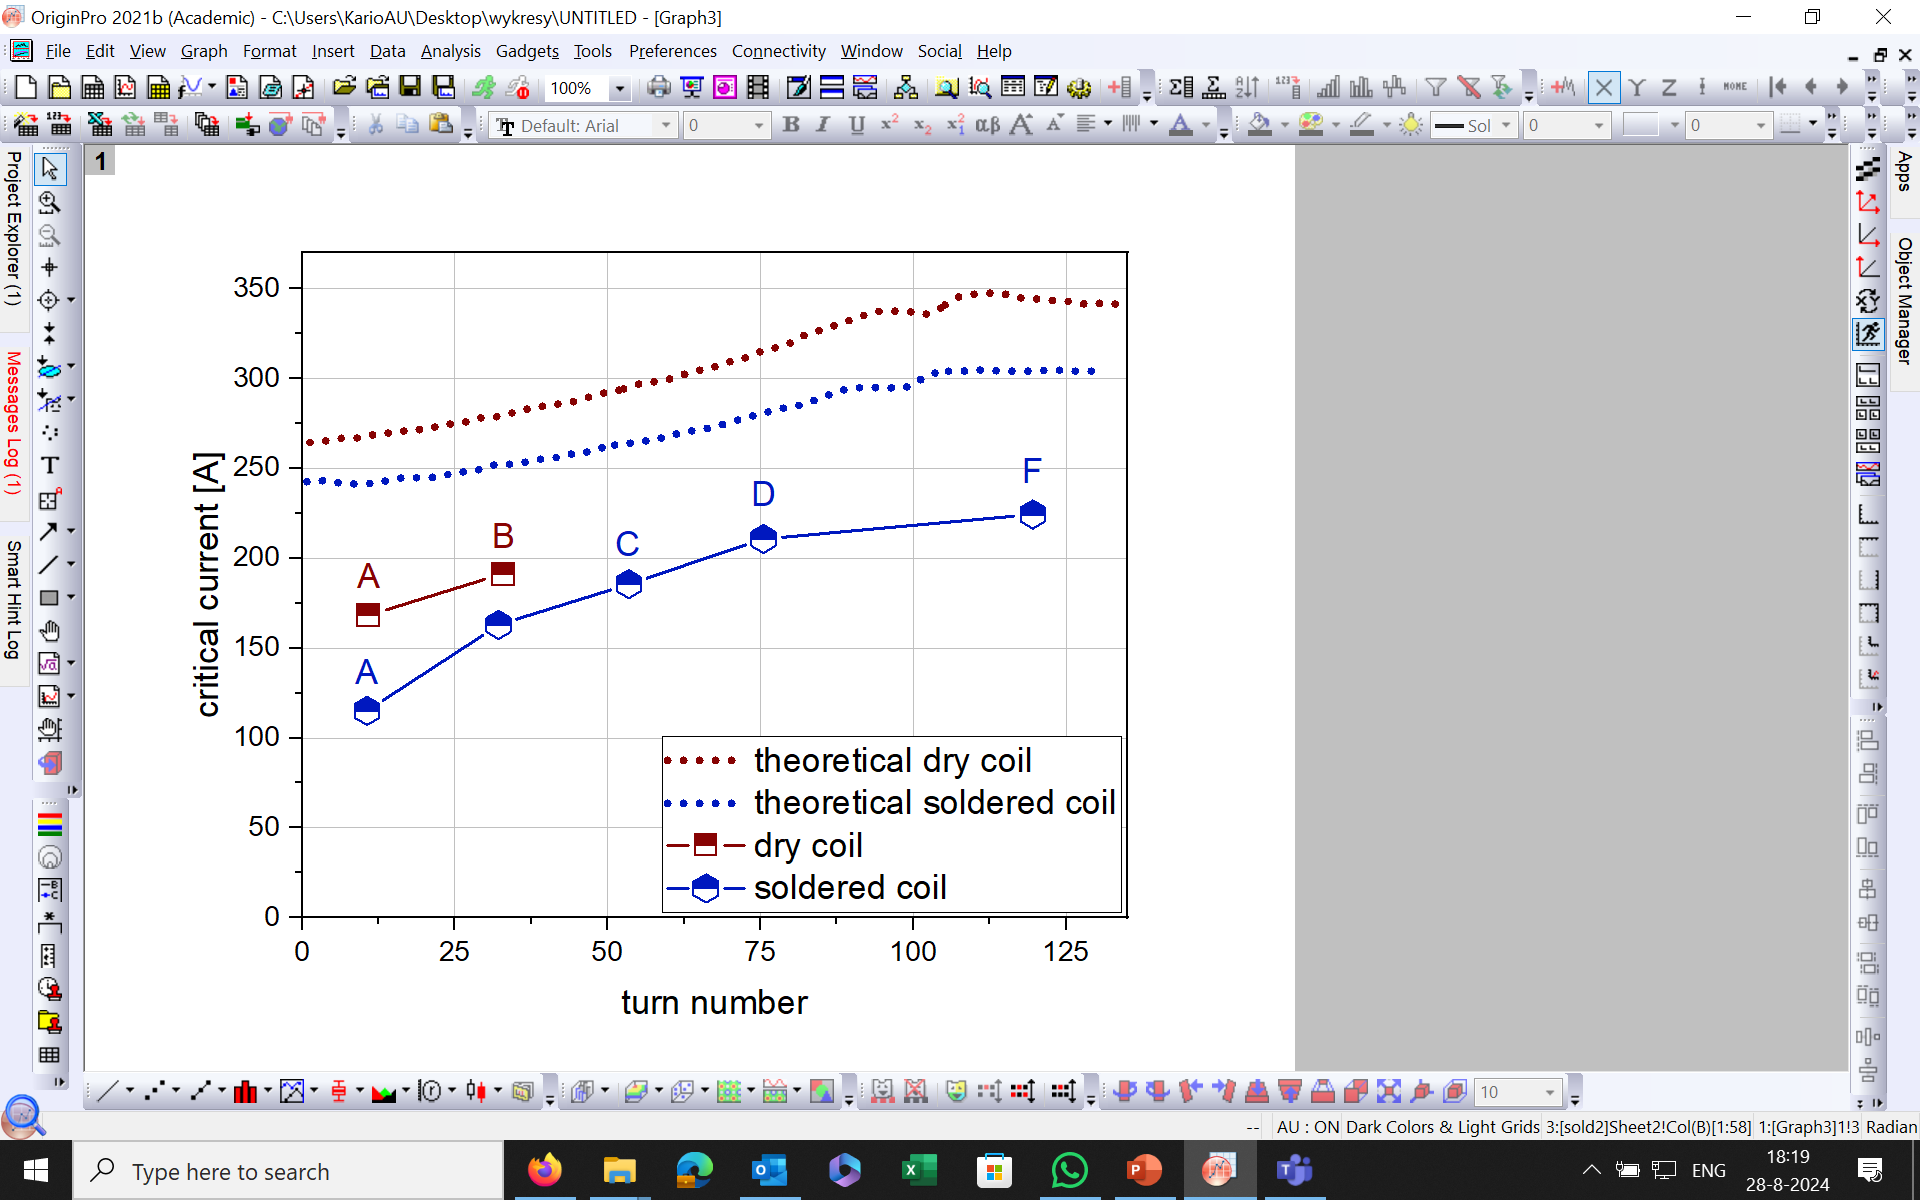 OriginPro 2021b (Academic) - C:\Users\KarioAU\Desktop\wykresy\UNTITLED - [Graph3]
File Edit View Graph Format Insert Data Analysis Gadgets Tools Preferences Connectivity Window Social Help
100%
X Y Z HOME
Default: Arial 0 B I U αβ A A Sol 0 0
Project Explorer (1)
Messages Log (1)
Smart Hint Log
Apps
Object Manager
1
critical current [A]
350
300
250
200
150
100
50
0
A
B
A
C
D
F
theoretical dry coil
theoretical soldered coil
dry coil
soldered coil
0 25 50 75 100 125
turn number
10
-- AU : ON Dark Colors & Light Grids 3:[sold2]Sheet2!Col(B)[1:58] 1:[Graph3]1!3 Radian
Type here to search
ENG
18:19
28-8-2024